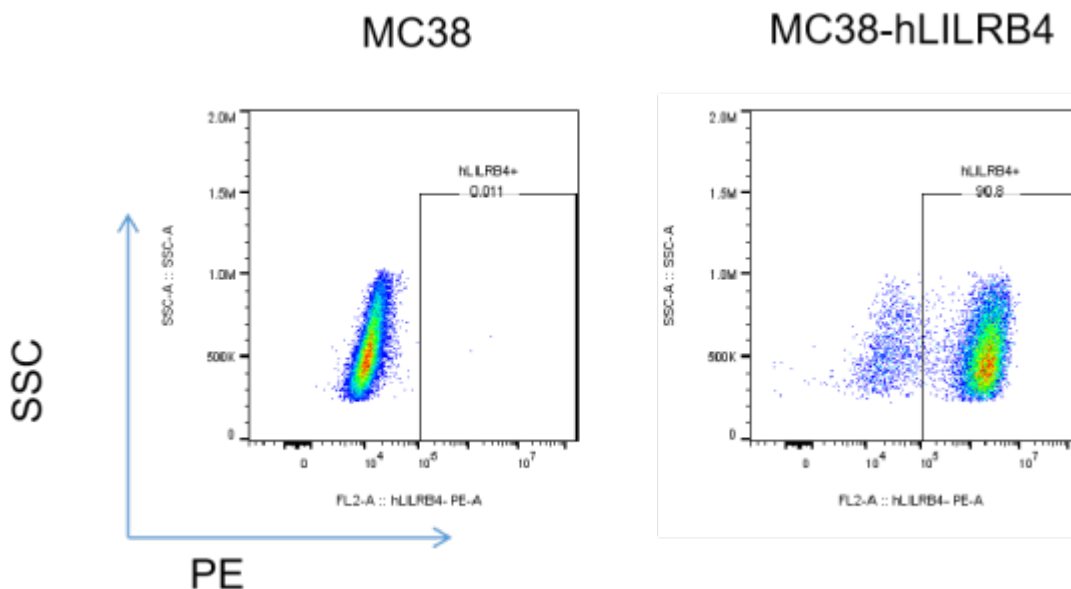 MC38
MC38-hLILRB4
2.0M
1.5M
1.0M
500K
0
hLILRB4+
0.011
SSC-A :: SSC-A
0
10^4
10^5
10^7
FL2-A :: hLILRB4- PE-A
2.0M
1.5M
1.0M
500K
0
hLILRB4+
90.8
SSC-A :: SSC-A
0
10^4
10^5
10^7
FL2-A :: hLILRB4- PE-A
SSC
PE